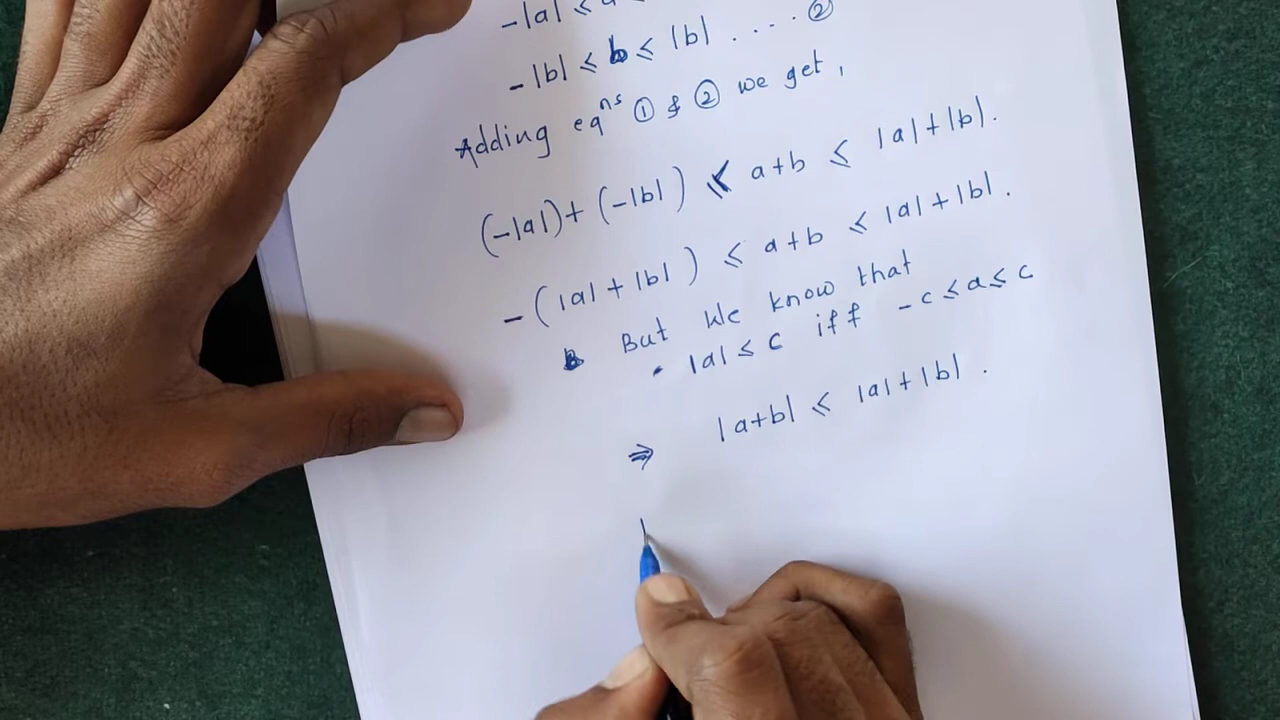 -|a| ≤ a
-|b| ≤ b ≤ |b| .... ②
Adding eqⁿˢ ① & ② we get,
(-|a|)+ (-|b|) ≤ a+b ≤ |a|+|b|.
-(|a|+|b|) ≤ a+b ≤ |a|+|b|.
But We know that
|a| ≤ c iff -c≤a≤c
⇒ |a+b| ≤ |a|+|b|.